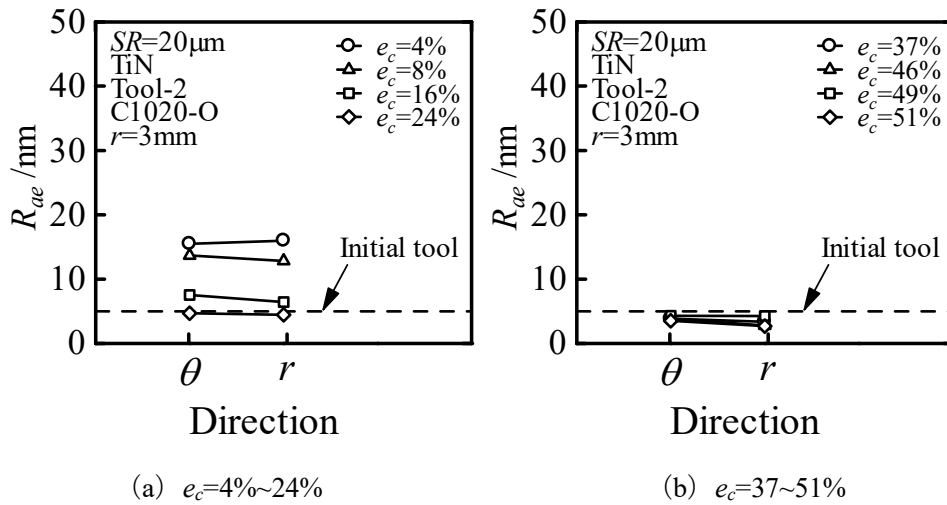 50
40
30
20
10
0
R_ae /nm
SR=20μm
TiN
Tool-2
C1020-O
r=3mm
e_c=4%
e_c=8%
e_c=16%
e_c=24%
Initial tool
θ r
Direction
(a) e_c=4%~24%
50
40
30
20
10
0
R_ae /nm
SR=20μm
TiN
Tool-2
C1020-O
r=3mm
e_c=37%
e_c=46%
e_c=49%
e_c=51%
Initial tool
θ r
Direction
(b) e_c=37~51%